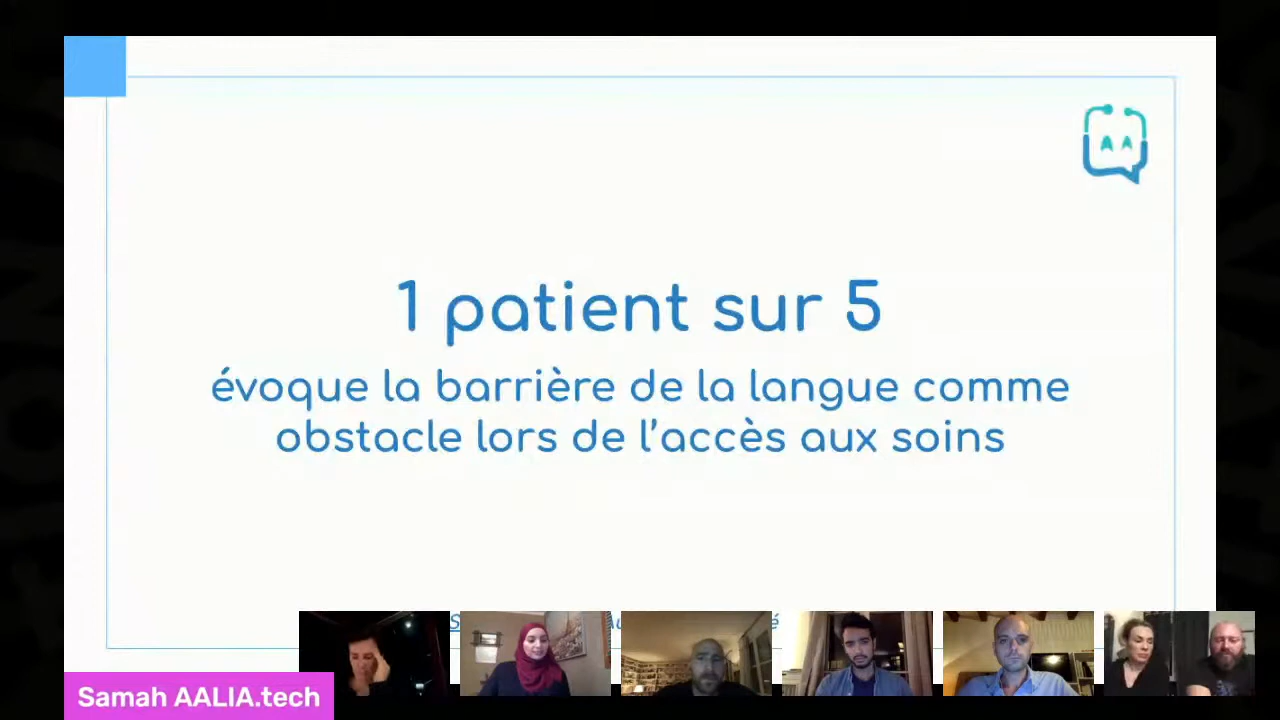 1 patient sur 5
évoque la barrière de la langue comme
obstacle lors de l’accès aux soins
Samah AALIA.tech